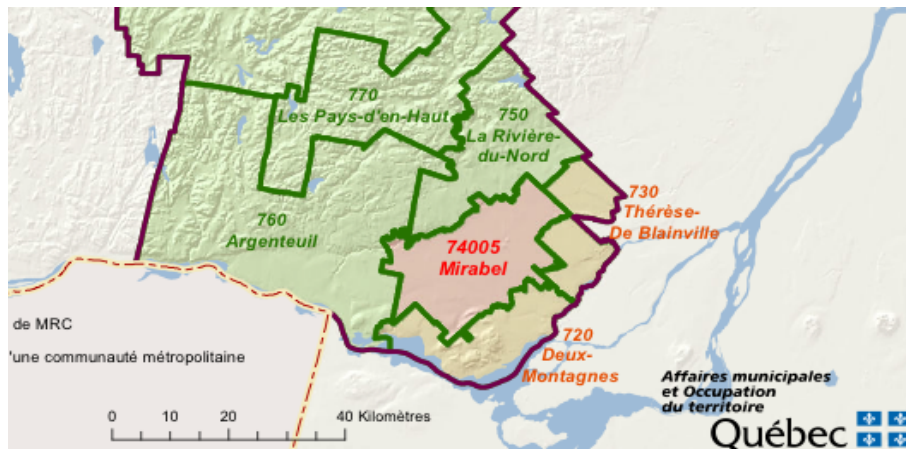 770
Les Pays-d'en-Haut
750
La Rivière-
du-Nord
760
Argenteuil
730
Thérèse-
De Blainville
74005
Mirabel
de MRC
'une communauté métropolitaine
720
Deux-
Montagnes
0 10 20 40 Kilomètres
Affaires municipales
et Occupation
du territoire
Québec